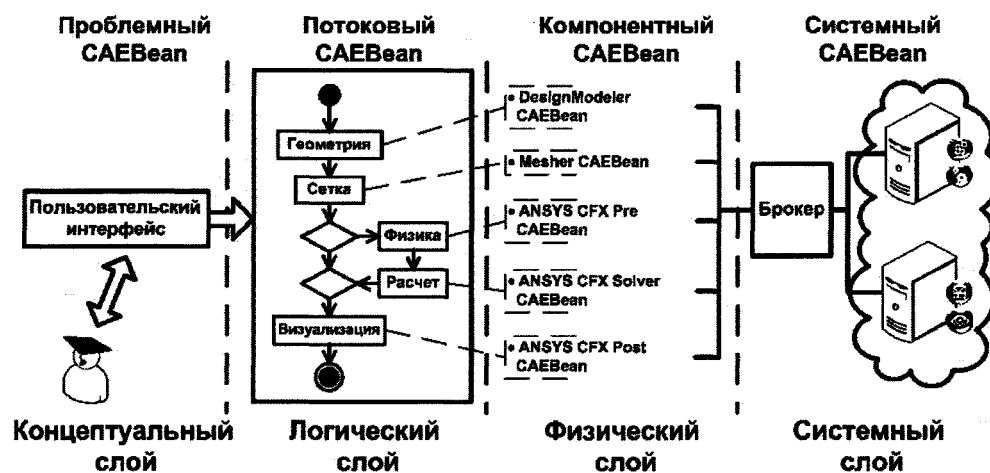 Проблемный
CAEBean
Потоковый
CAEBean
Компонентный
CAEBean
Системный
CAEBean
Пользовательский
интерфейс
Геометрия
Сетка
Физика
Расчет
Визуализация
• DesignModeler
CAEBean
• Mesher CAEBean
• ANSYS CFX Pre
CAEBean
• ANSYS CFX Solver
CAEBean
• ANSYS CFX Post
CAEBean
Брокер
Концептуальный
слой
Логический
слой
Физический
слой
Системный
слой